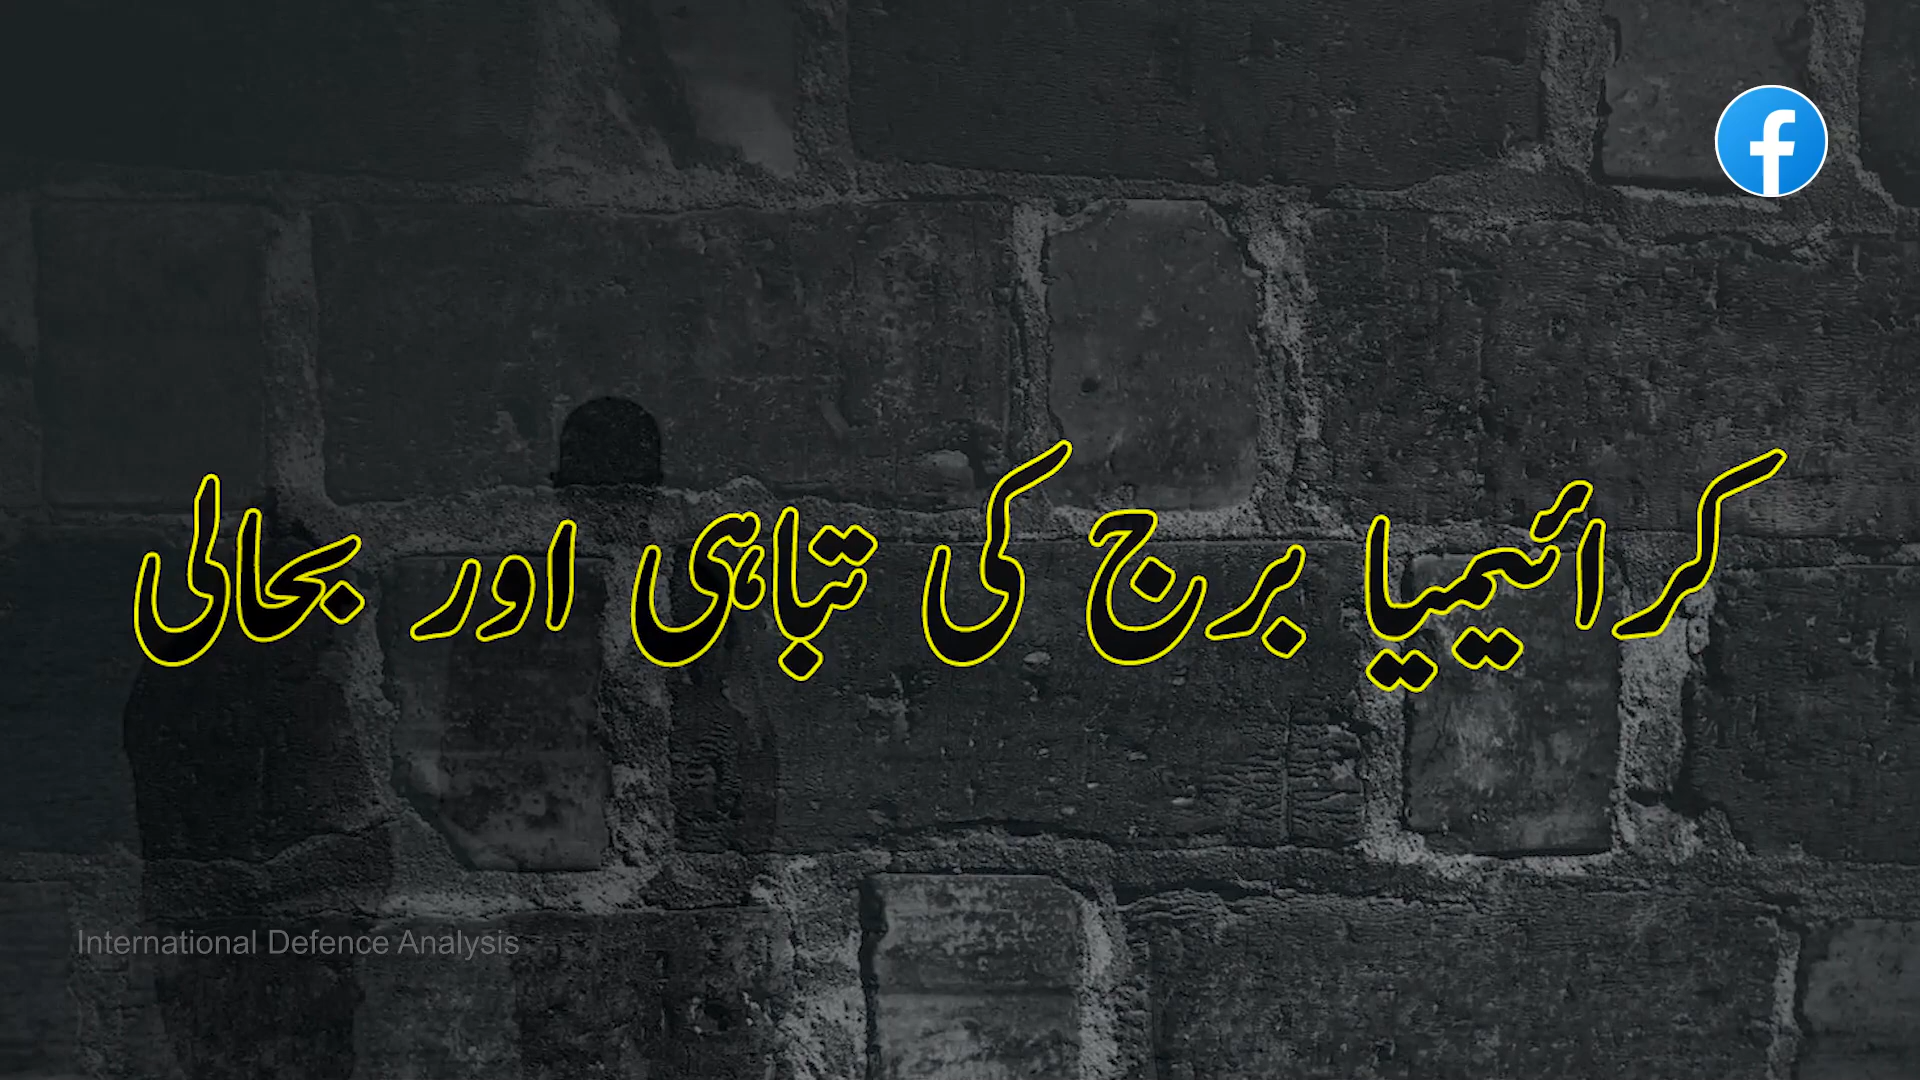 کرائیمیا برج کی تباہی اور بحالی
International Defence Analysis